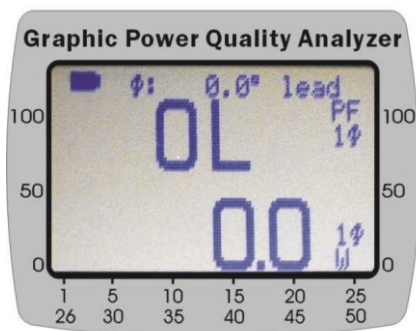 Graphic Power Quality Analyzer
Φ: 0.0° lead
PF
100 100
OL 1Φ
50 50
0.0 1Φ
0 W 0
1 5 10 15 20 25
26 30 35 40 45 50